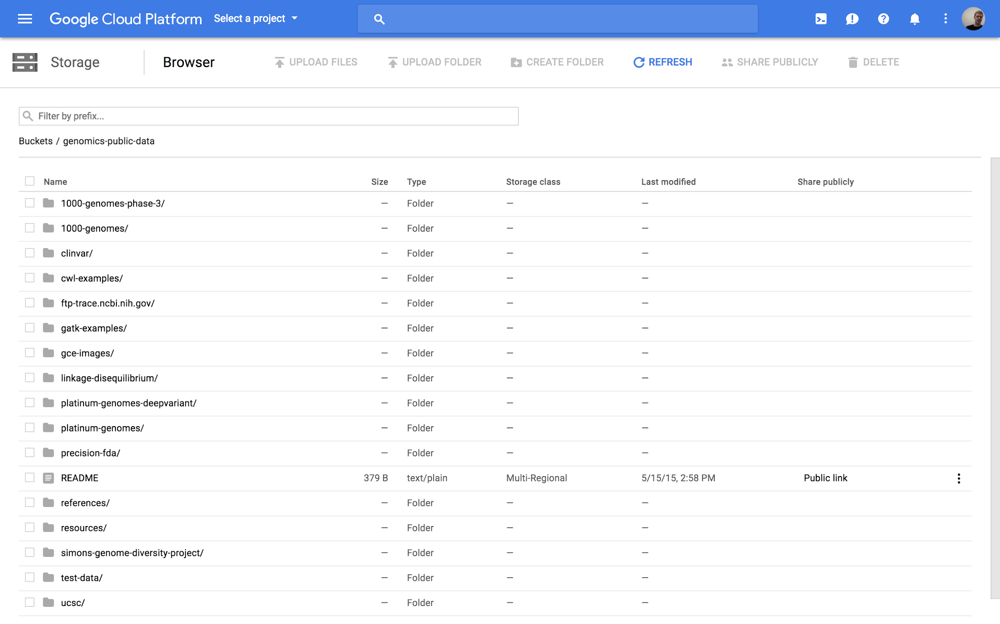 Google Cloud Platform Select a project
Storage Browser UPLOAD FILES UPLOAD FOLDER CREATE FOLDER REFRESH SHARE PUBLICLY DELETE
Filter by prefix...
Buckets / genomics-public-data
Name Size Type Storage class Last modified Share publicly
1000-genomes-phase-3/ — Folder — —
1000-genomes/ — Folder — —
clinvar/ — Folder — —
cwl-examples/ — Folder — —
ftp-trace.ncbi.nih.gov/ — Folder — —
gatk-examples/ — Folder — —
gce-images/ — Folder — —
linkage-disequilibrium/ — Folder — —
platinum-genomes-deepvariant/ — Folder — —
platinum-genomes/ — Folder — —
precision-fda/ — Folder — —
README 379 B text/plain Multi-Regional 5/15/15, 2:58 PM Public link
references/ — Folder — —
resources/ — Folder — —
simons-genome-diversity-project/ — Folder — —
test-data/ — Folder — —
ucsc/ — Folder — —